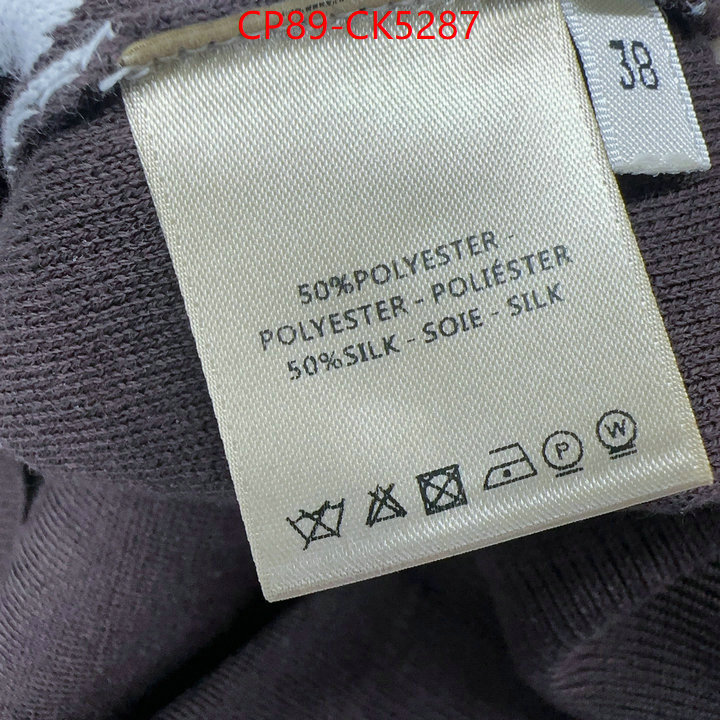 CP89-CK5287
38
50%POLYESTER -
POLYESTER - POLIÉSTER
50%SILK - SOIE - SILK
P
W